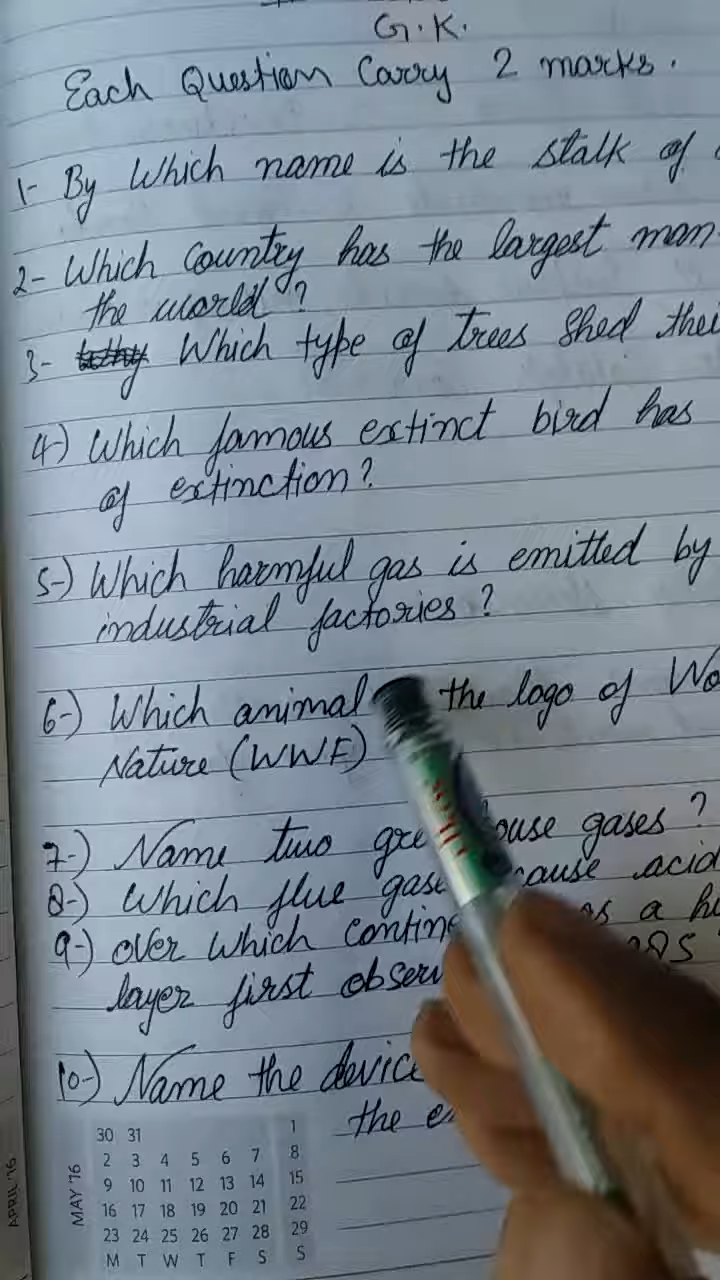 G.K.
Each Question Carry 2 marks.
1- By Which name is the stalk of
2- Which Country has the largest man
the world?
3- Which type of trees shed thei
4-) Which famous extinct bird has
of extinction?
5-) Which harmful gas is emitted by
industrial factories?
6-) Which animal the logo of Wo
Nature (WWF)
7-) Name two gre ouse gases?
8-) Which flue gase cause acid
9-) over which contine as a
layer first observ
10-) Name the device
the e
30 31 1
2 3 4 5 6 7 8
9 10 11 12 13 14 15
16 17 18 19 20 21 22
23 24 25 26 27 28 29
M T W T F S S
MAY '16
APRIL '16